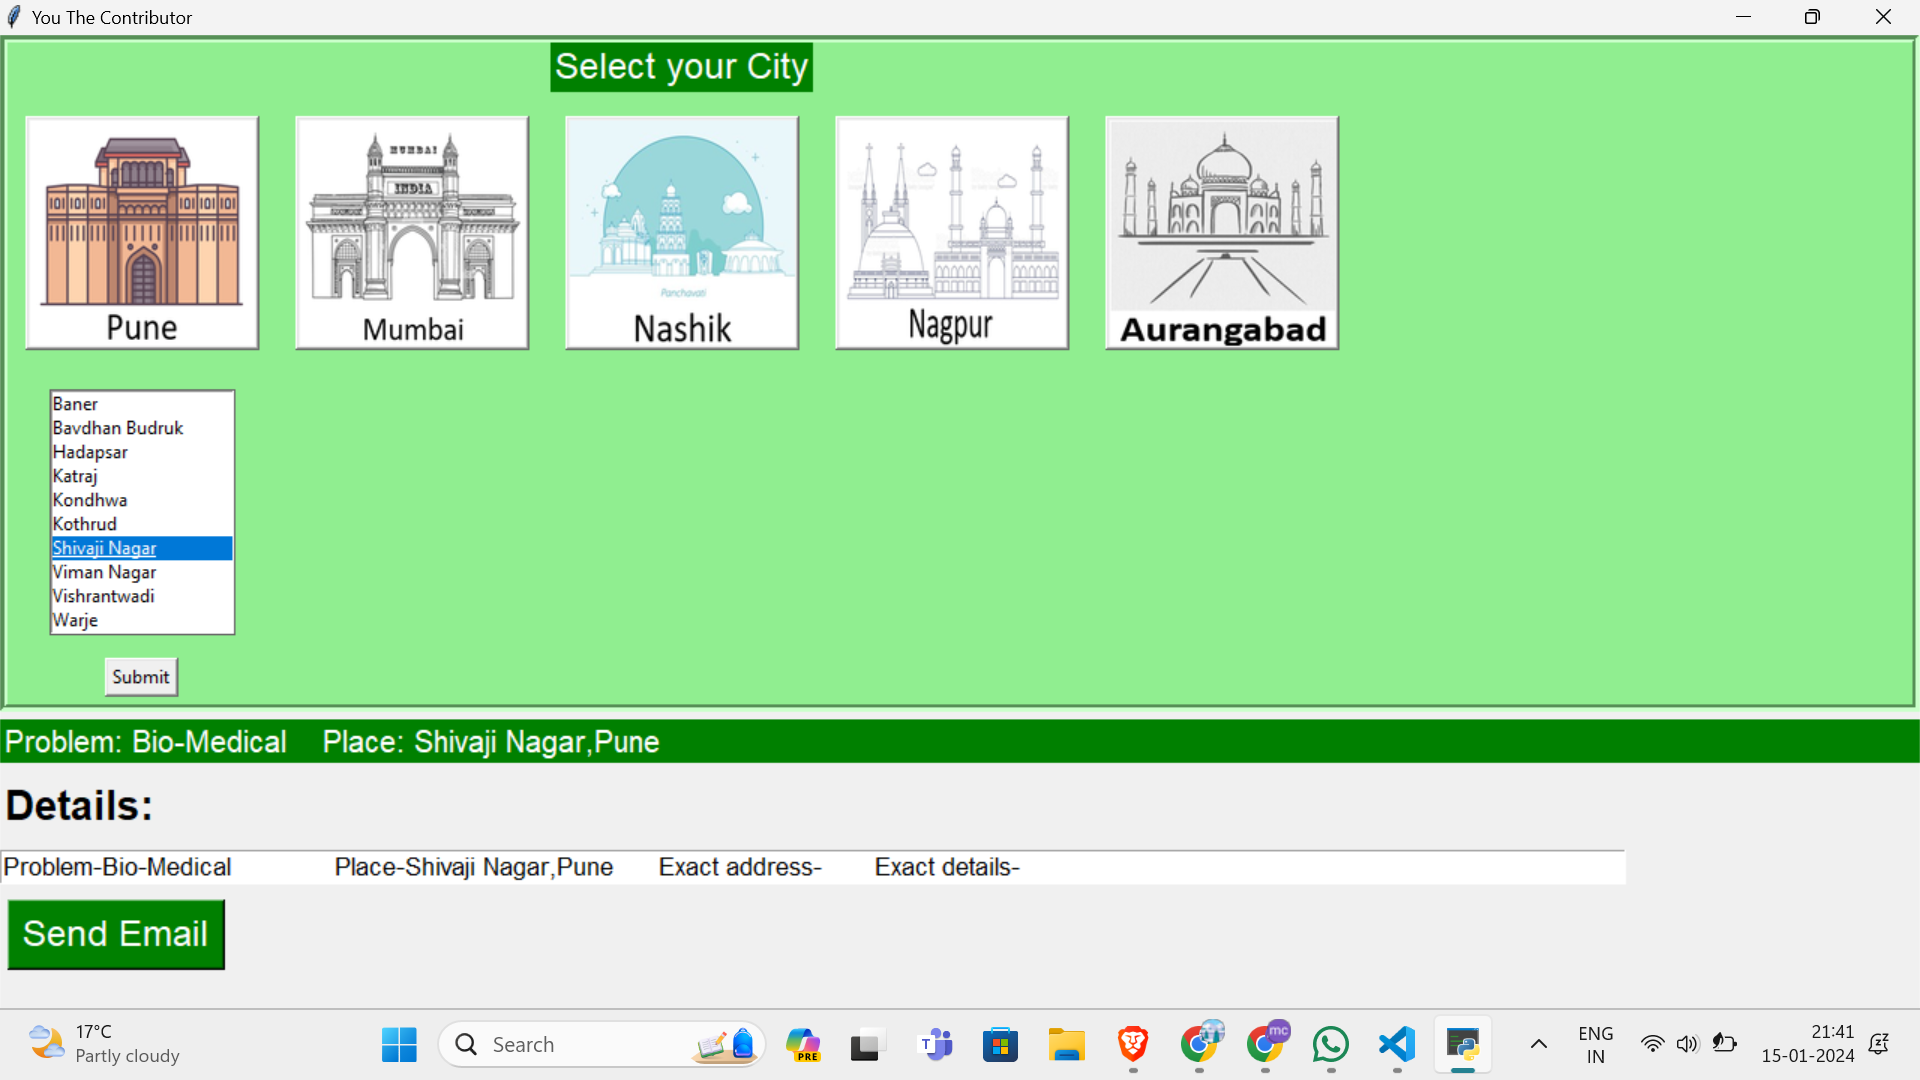 You The Contributor
Select your City
MUMBAI
INDIA
Panchavati
Pune
Mumbai
Nashik
Nagpur
Aurangabad
Baner
Bavdhan Budruk
Hadapsar
Katraj
Kondhwa
Kothrud
Shivaji Nagar
Viman Nagar
Vishrantwadi
Warje
Submit
Problem: Bio-Medical Place: Shivaji Nagar,Pune
Details:
Problem-Bio-Medical Place-Shivaji Nagar,Pune Exact address- Exact details-
Send Email
17°C
Partly cloudy
Search
PRE
T
mc
ENG
IN
21:41
15-01-2024